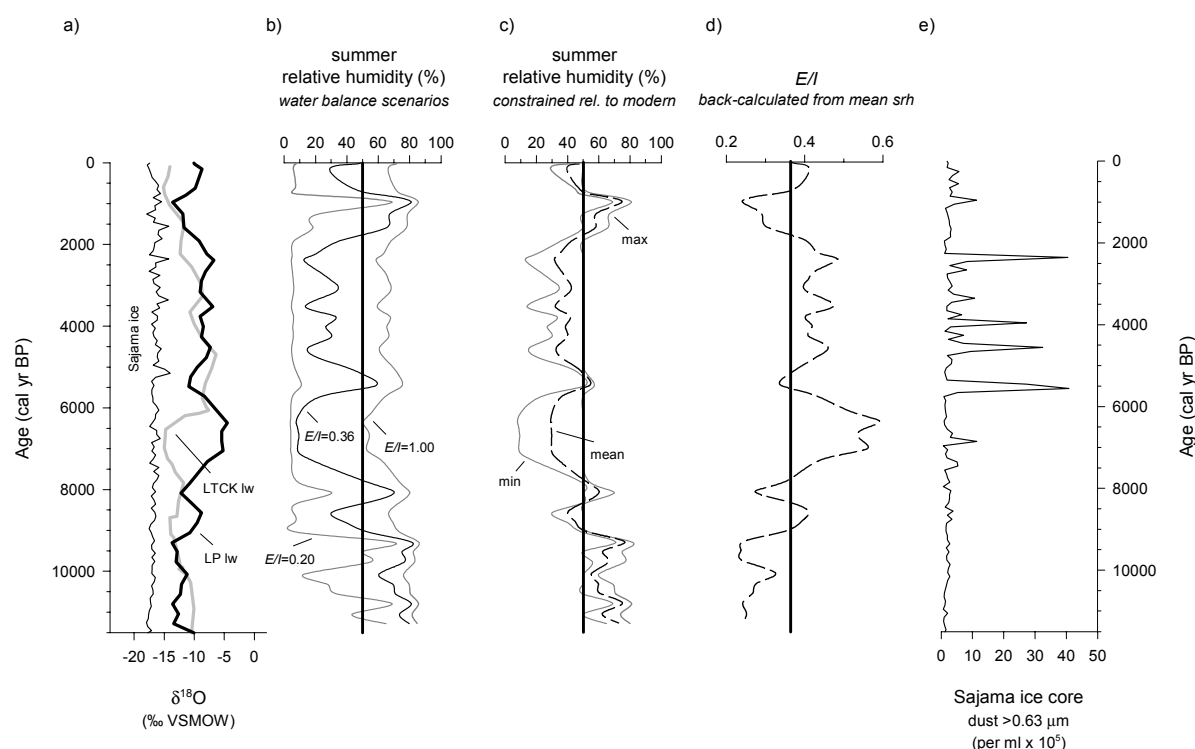 a)
b)
c)
d)
e)
summer
relative humidity (%)
water balance scenarios
summer
relative humidity (%)
constrained rel. to modern
E/I
back-calculated from mean srh
0 20 40 60 80 100
0 20 40 60 80 100
0.2 0.4 0.6
0
2000
4000
6000
8000
10000
Age (cal yr BP)
Sajama ice
LTCK lw
LP lw
E/I=0.36
E/I=1.00
E/I=0.20
max
mean
min
0
2000
4000
6000
8000
10000
Age (cal yr BP)
-20 -15 -10 -5 0
δ18O
(‰ VSMOW)
0 10 20 30 40 50
Sajama ice core
dust >0.63 μm
(per ml x 10⁵)